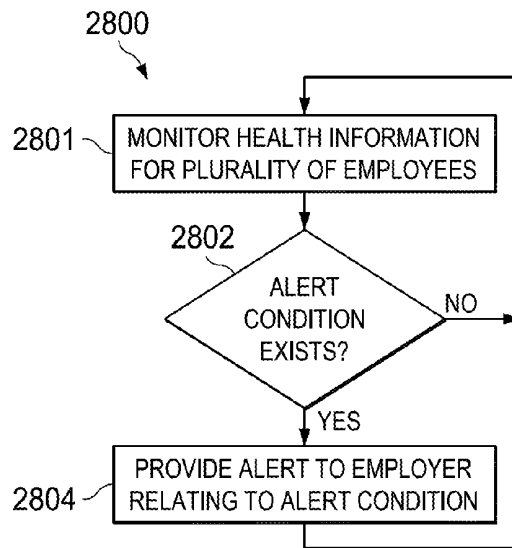 2800
2801
MONITOR HEALTH INFORMATION
FOR PLURALITY OF EMPLOYEES
2802
ALERT
CONDITION
EXISTS?
NO
YES
2804
PROVIDE ALERT TO EMPLOYER
RELATING TO ALERT CONDITION